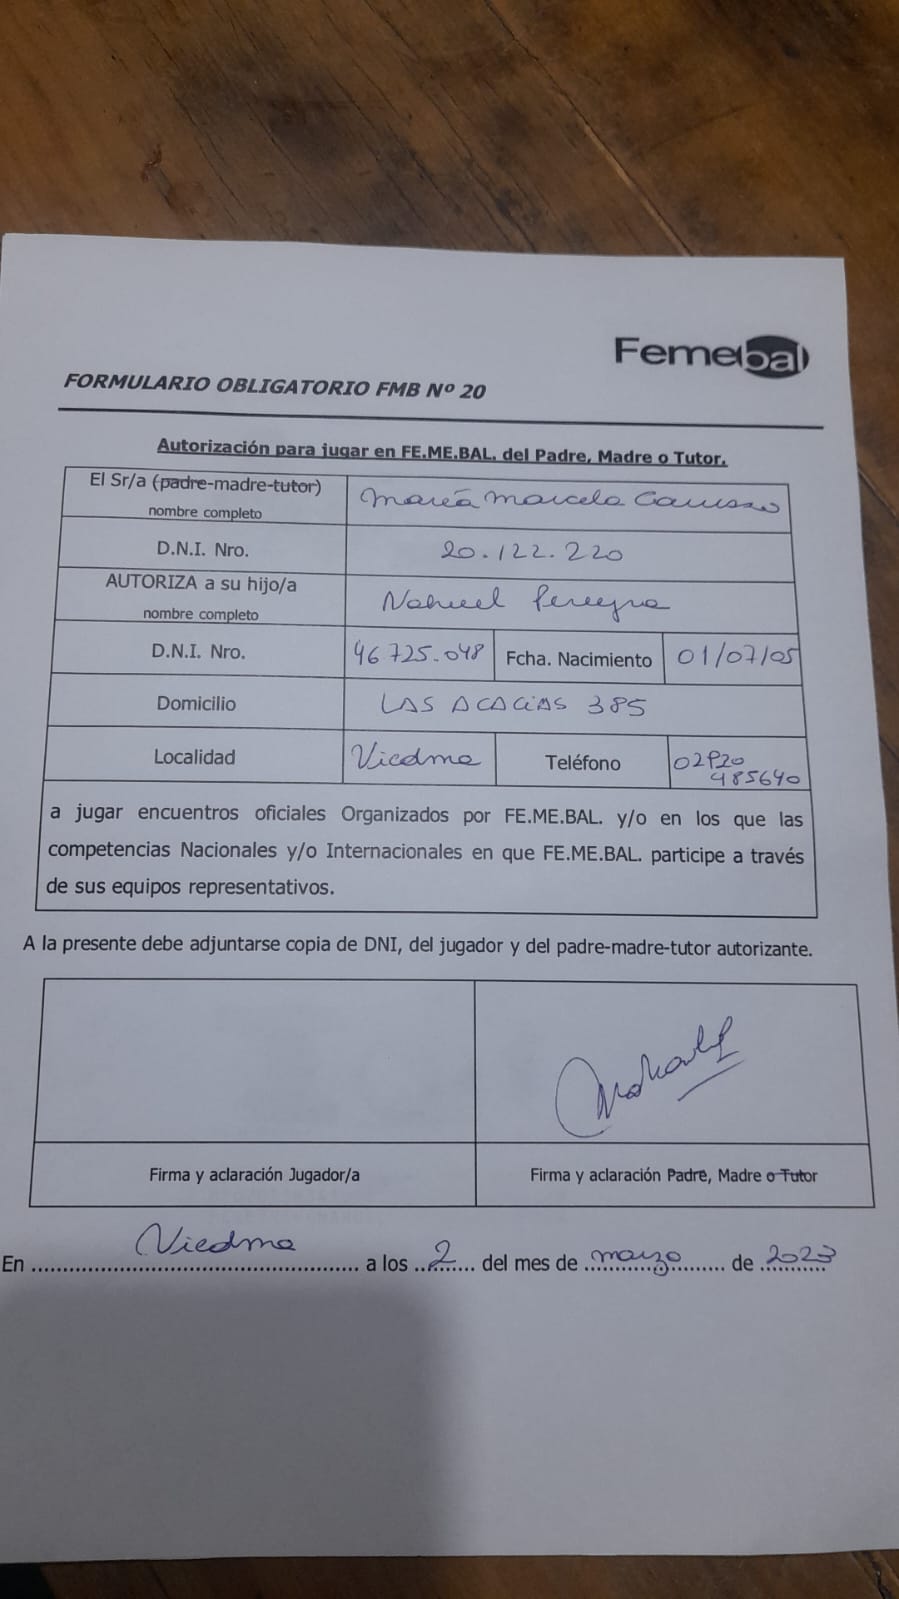 Femebal
FORMULARIO OBLIGATORIO FMB Nº 20
Autorización para jugar en FE.ME.BAL. del Padre, Madre o Tutor.
El Sr/a (padre-madre-tutor)
nombre completo
María Marcela Carusso
D.N.I. Nro.
20.122.220
AUTORIZA a su hijo/a
nombre completo
Nahuel Pereyra
D.N.I. Nro.
46725.048
Fcha. Nacimiento
01/07/05
Domicilio
LAS ACACIAS 385
Localidad
Viedma
Teléfono
02920
485640
a jugar encuentros oficiales Organizados por FE.ME.BAL. y/o en los que las
competencias Nacionales y/o Internacionales en que FE.ME.BAL. participe a través
de sus equipos representativos.
A la presente debe adjuntarse copia de DNI, del jugador y del padre-madre-tutor autorizante.
Firma y aclaración Jugador/a
Firma y aclaración Padre, Madre o Tutor
En Viedma a los 2 del mes de marzo de 2023